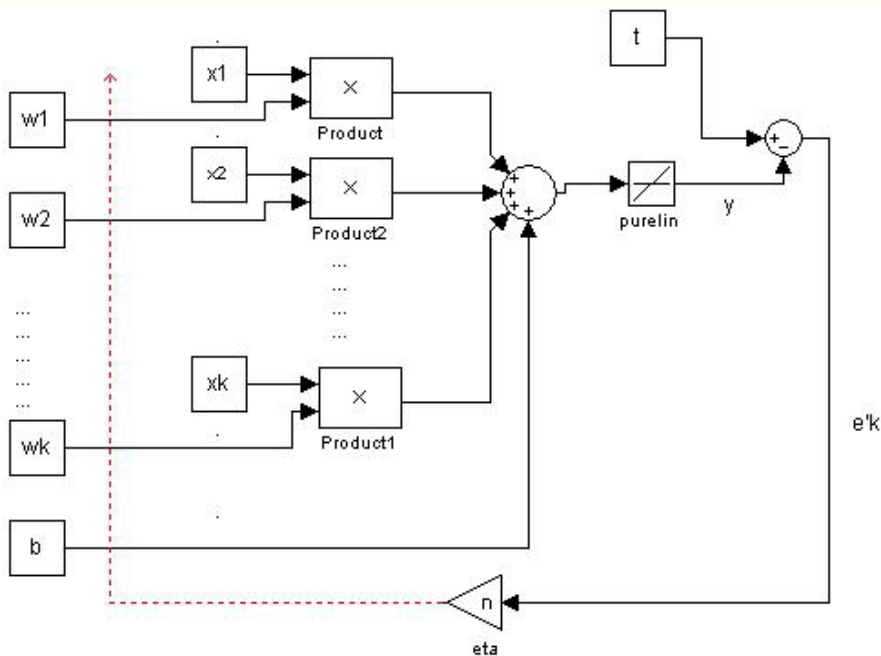 t
x1
w1
×
Product
x2
w2
×
Product2
+
+
+
+
purelin
y
+
−
...
...
...
...
...
...
...
...
...
xk
×
Product1
wk
e'k
b
n
eta